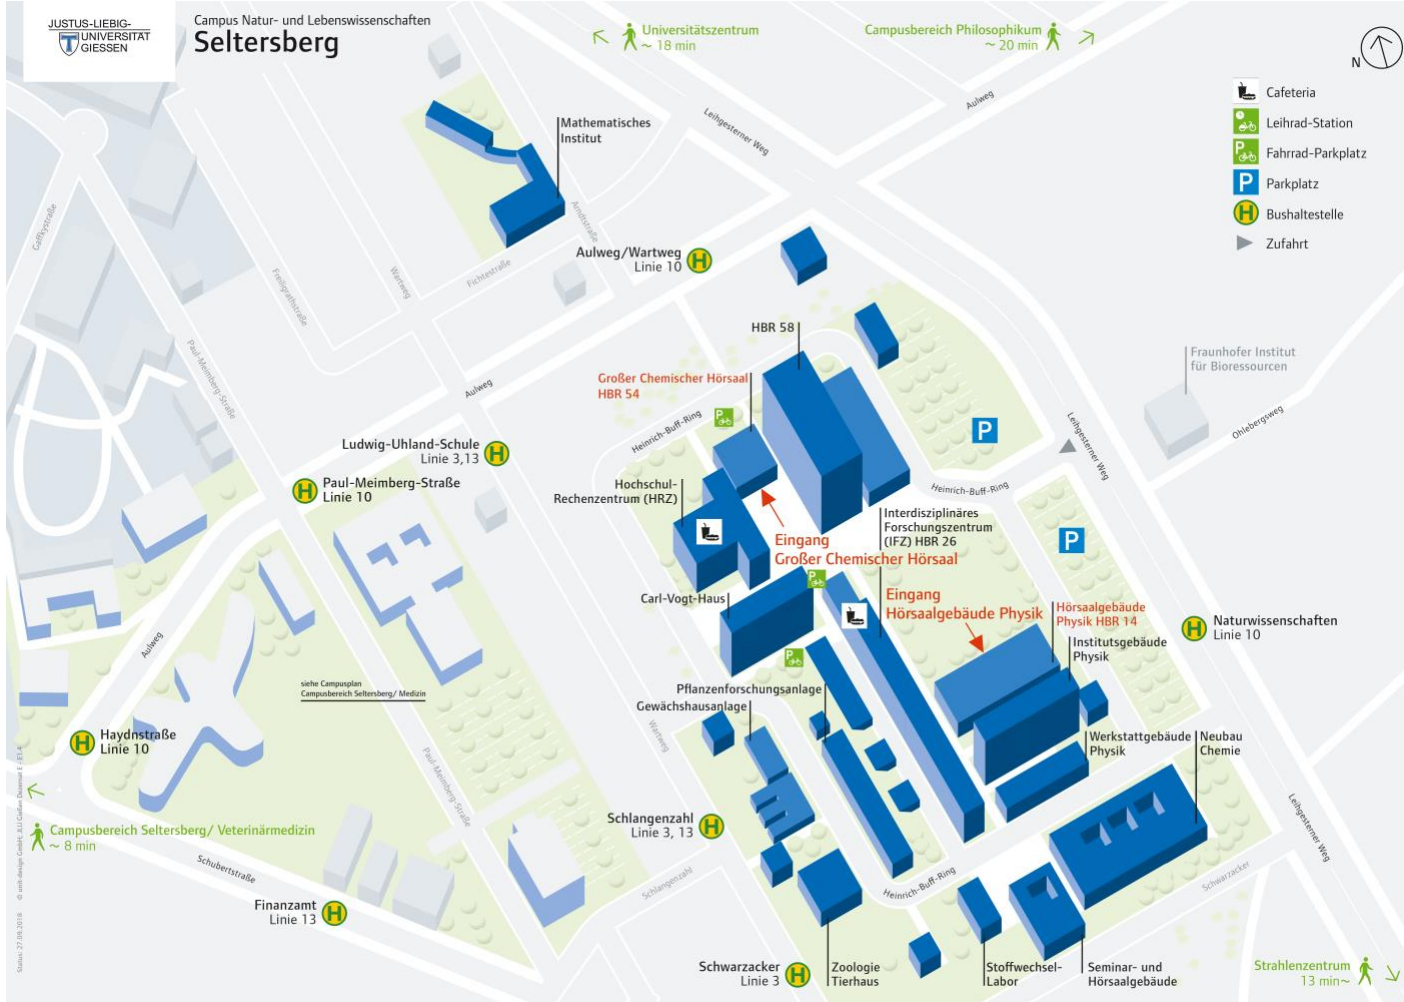 JUSTUS-LIEBIG-
UNIVERSITÄT
GIESSEN
Campus Natur- und Lebenswissenschaften
Seltersberg
Universitätszentrum
~ 18 min
Campusbereich Philosophikum
~ 20 min
N
Cafeteria
Leihrad-Station
P
Fahrrad-Parkplatz
P
Parkplatz
H
Bushaltestelle
Zufahrt
Mathematisches
Institut
Leihgesterner Weg
Aulweg
Gaffkystraße
Arndtstraße
Aulweg/Wartweg
Linie 10
H
Fichtestraße
Wartweg
Freiligrathstraße
Paul-Meimberg-Straße
HBR 58
Großer Chemischer Hörsaal
HBR 54
P
Aulweg
Heinrich-Buff-Ring
Fraunhofer Institut
für Bioressourcen
Ohlebergsweg
Leihgesterner Weg
P
Ludwig-Uhland-Schule
Linie 3,13
H
H
Paul-Meimberg-Straße
Linie 10
Hochschul-
Rechenzentrum (HRZ)
Heinrich-Buff-Ring
Interdisziplinäres
Forschungszentrum
(IFZ) HBR 26
P
Eingang
Großer Chemischer Hörsaal
P
Carl-Vogt-Haus
Eingang
Hörsaalgebäude Physik
Hörsaalgebäude
Physik HBR 14
Institutsgebäude
Physik
H
Naturwissenschaften
Linie 10
Aulweg
P
siehe Campusplan
Campusbereich Seltersberg/ Medizin
Pflanzenforschungsanlage
Gewächshausanlage
Wartweg
H
Haydnstraße
Linie 10
Paul-Meimberg-Straße
Werkstattgebäude
Physik
Neubau
Chemie
Campusbereich Seltersberg/ Veterinärmedizin
~ 8 min
Schlangenzahl
Linie 3, 13
H
Leihgesterner Weg
Schubertstraße
Schlangenzahl
Heinrich-Buff-Ring
Schwarzacker
Finanzamt
Linie 13
H
Schwarzacker
Linie 3
H
Zoologie
Tierhaus
Stoffwechsel-
Labor
Seminar- und
Hörsaalgebäude
Strahlenzentrum
13 min~
Status: 27.09.2018